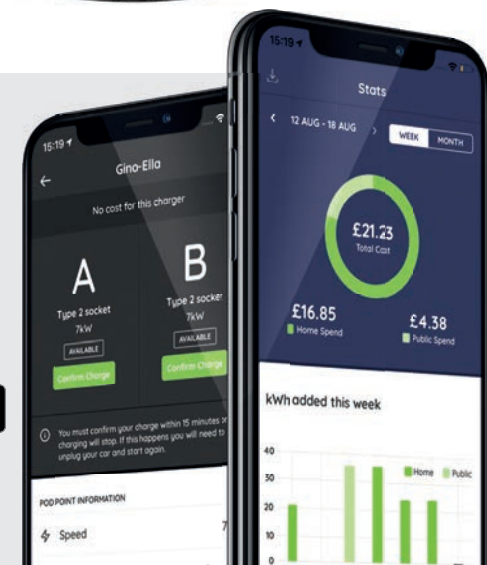 15:19
Gino-Ella
No cost for this charger
A
Type 2 socket
7kW
AVAILABLE
Confirm Charge
B
Type 2 socket
7kW
AVAILABLE
Confirm Charge
You must confirm your charge within 15 minutes or
charging will stop. If this happens you will need to
unplug your car and start again.
POD POINT INFORMATION
Speed
7
15:19
Stats
12 AUG - 18 AUG
WEEK
MONTH
£21.23
Total Cost
£16.85
Home Spend
£4.38
Public Spend
kWh added this week
Home
Public
40
30
20
10
0